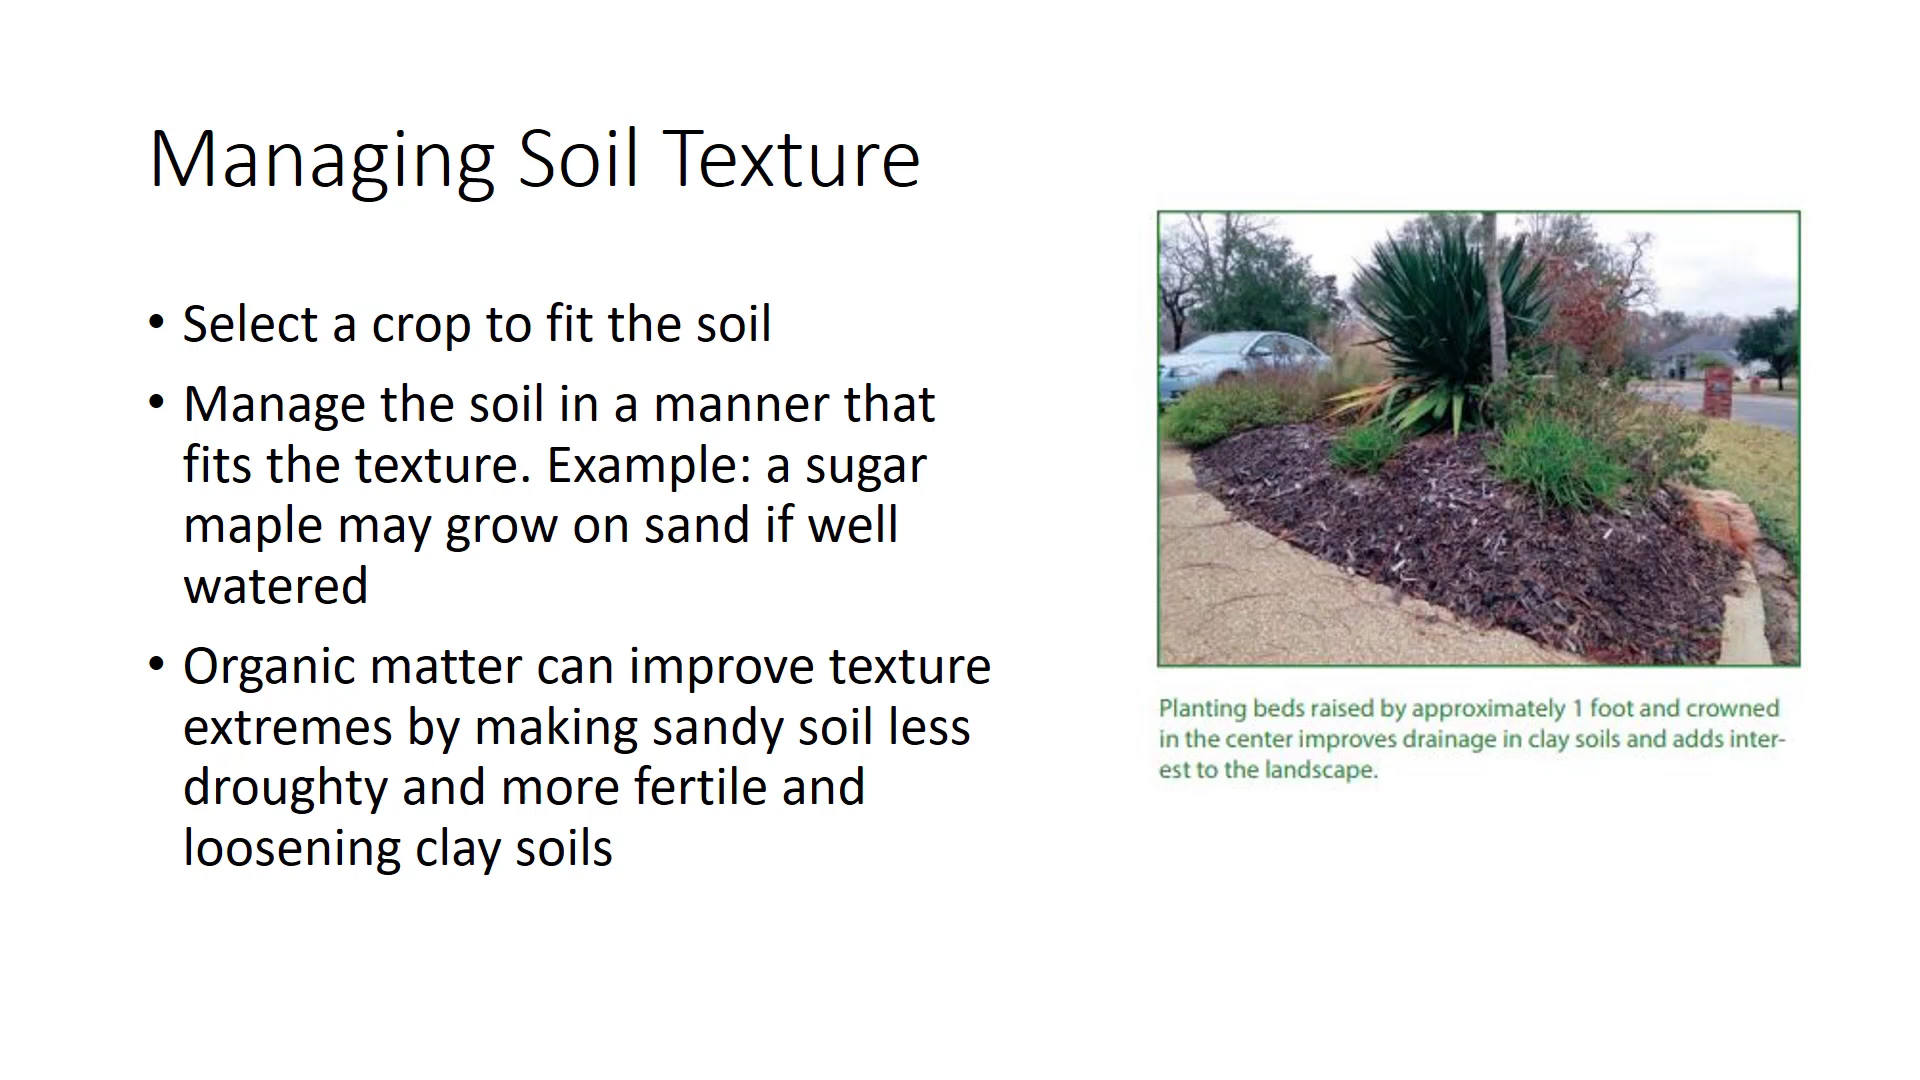 Managing Soil Texture
• Select a crop to fit the soil
• Manage the soil in a manner that
fits the texture. Example: a sugar
maple may grow on sand if well
watered
• Organic matter can improve texture
extremes by making sandy soil less
droughty and more fertile and
loosening clay soils
Planting beds raised by approximately 1 foot and crowned
in the center improves drainage in clay soils and adds inter-
est to the landscape.